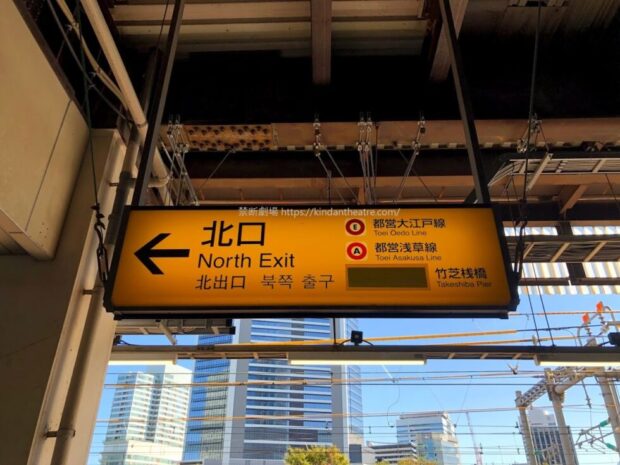 禁断劇場 https://kindantheatre.com/
北口
North Exit
北出口 북쪽 출구
E 都営大江戸線
Toei Oedo Line
A 都営浅草線
Toei Asakusa Line
竹芝桟橋
Takeshiba Pier